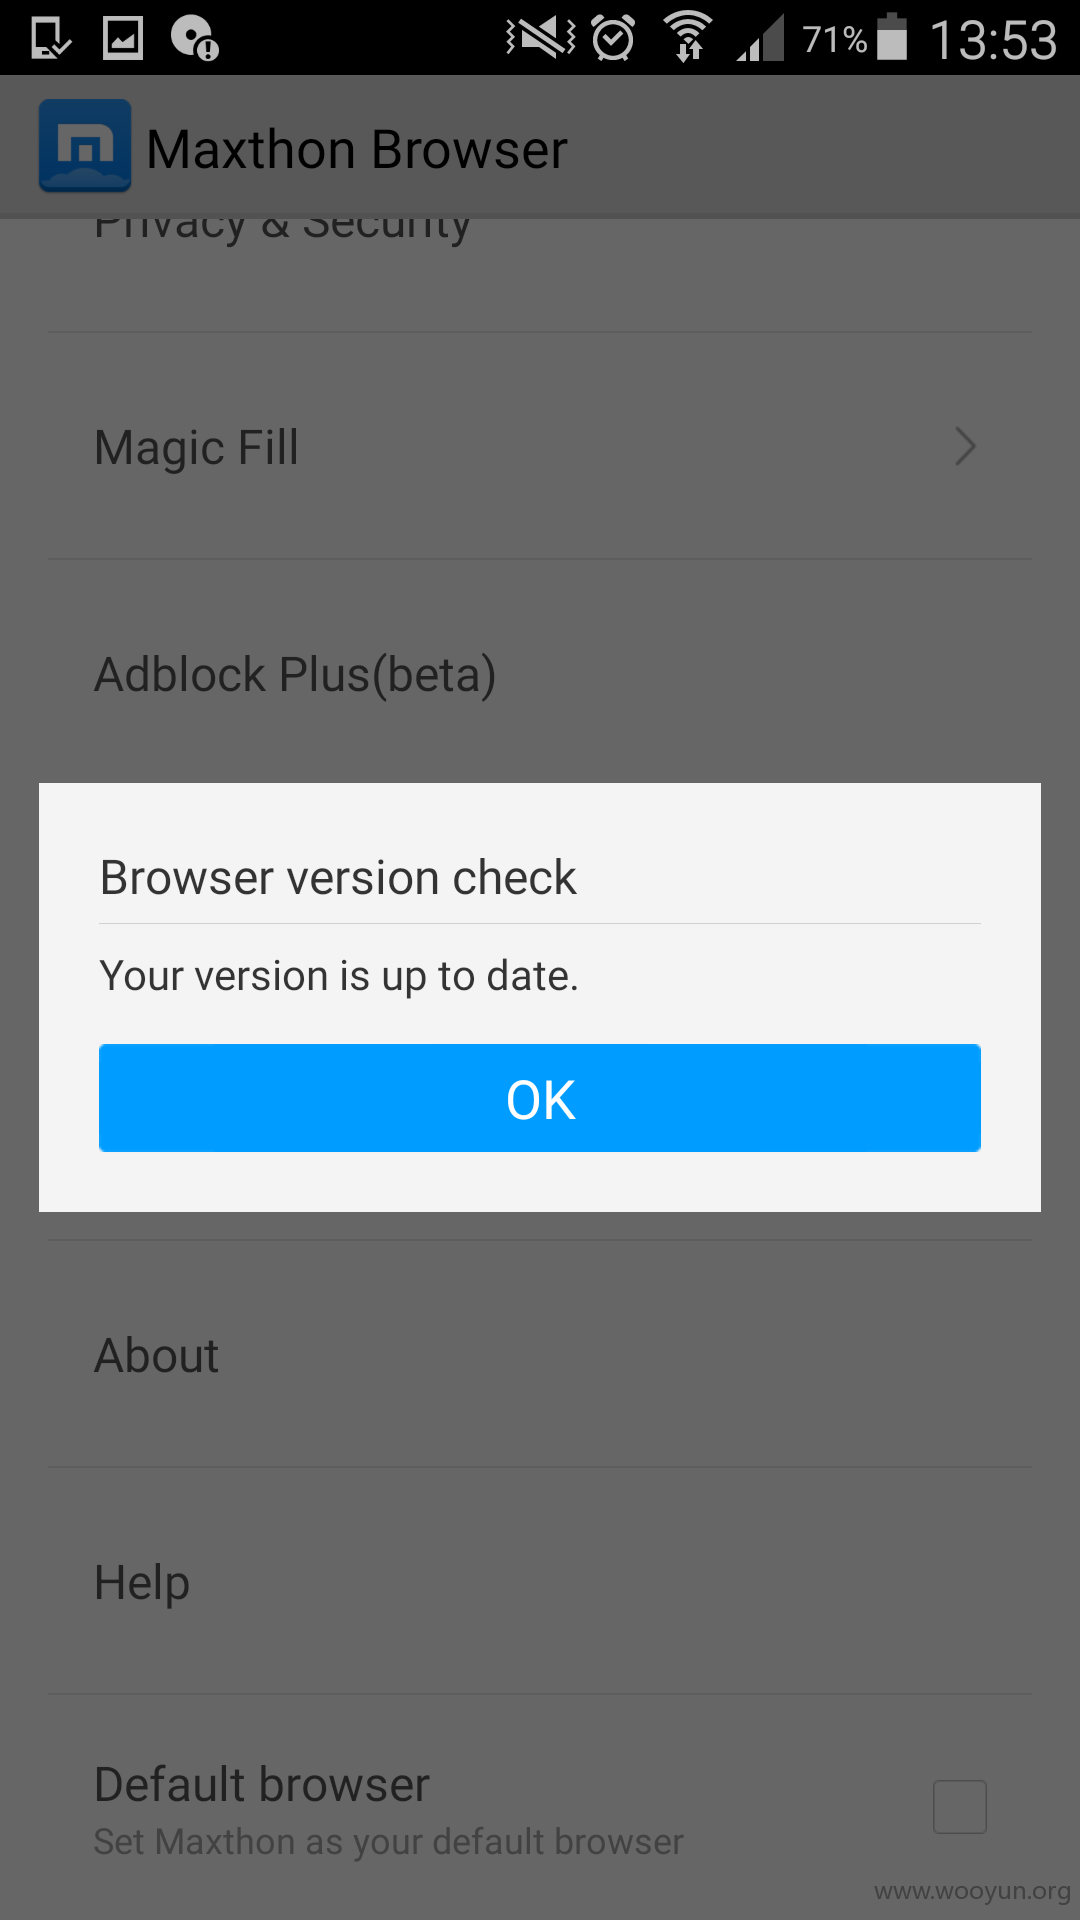 71% 13:53
Maxthon Browser
Privacy & Security
Magic Fill
Adblock Plus(beta)
Browser version check
Your version is up to date.
OK
About
Help
Default browser
Set Maxthon as your default browser
www.wooyun.org